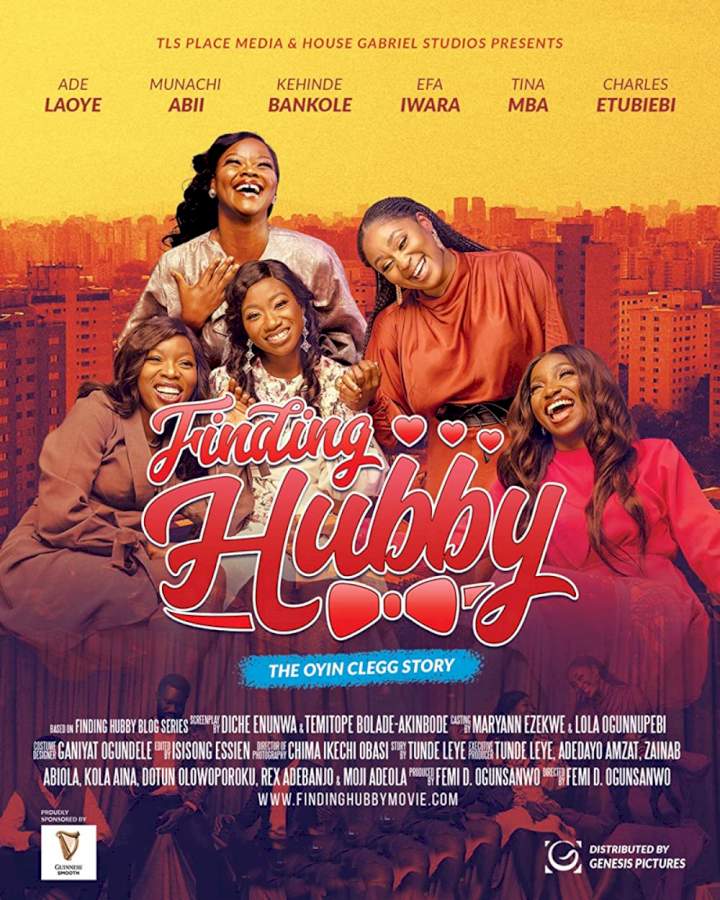 TLS PLACE MEDIA & HOUSE GABRIEL STUDIOS PRESENTS
ADE LAOYE
MUNACHI ABII
KEHINDE BANKOLE
EFA IWARA
TINA MBA
CHARLES ETUBIEBI
Finding
Hubby
THE OYIN CLEGG STORY
BASED ON FINDING HUBBY BLOG SERIES SCREENPLAY BY DICHE ENUNWA & TEMITOPE BOLADE-AKINBODE CASTING BY MARYANN EZEKWE & LOLA OGUNNUPEBI
COSTUME DESIGNER GANIYAT OGUNDELE EDITED BY ISISONG ESSIEN DIRECTOR OF PHOTOGRAPHY CHIMA IKECHI OBASI STORY BY TUNDE LEYE EXECUTIVE PRODUCERS TUNDE LEYE, ADEDAYO AMZAT, ZAINAB
ABIOLA, KOLA AINA, DOTUN OLOWOPOROKU, REX ADEBANJO & MOJI ADEOLA PRODUCED BY FEMI D. OGUNSANWO DIRECTED BY FEMI D. OGUNSANWO
WWW.FINDINGHUBBYMOVIE.COM
PROUDLY
SPONSORED BY
GUINNESS
SMOOTH
DISTRIBUTED BY
GENESIS PICTURES